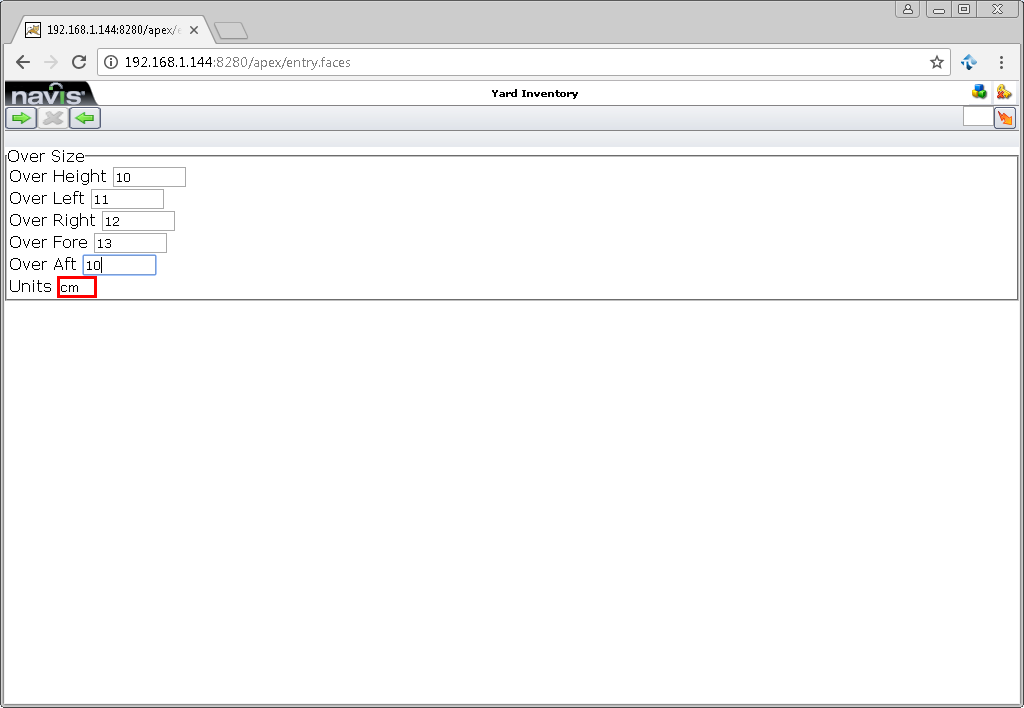 192.168.1.144:8280/apex/
192.168.1.144:8280/apex/entry.faces
navis
Yard Inventory
Over Size
Over Height 10
Over Left 11
Over Right 12
Over Fore 13
Over Aft 10
Units cm